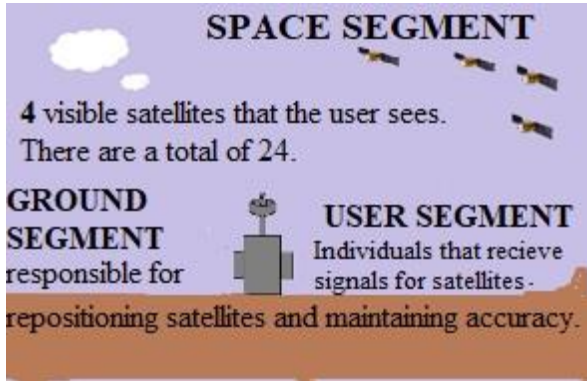 SPACE SEGMENT
4 visible satellites that the user sees.
There are a total of 24.
GROUND
SEGMENT
responsible for
repositioning satellites and maintaining accuracy.
USER SEGMENT
Individuals that recieve
signals for satellites -